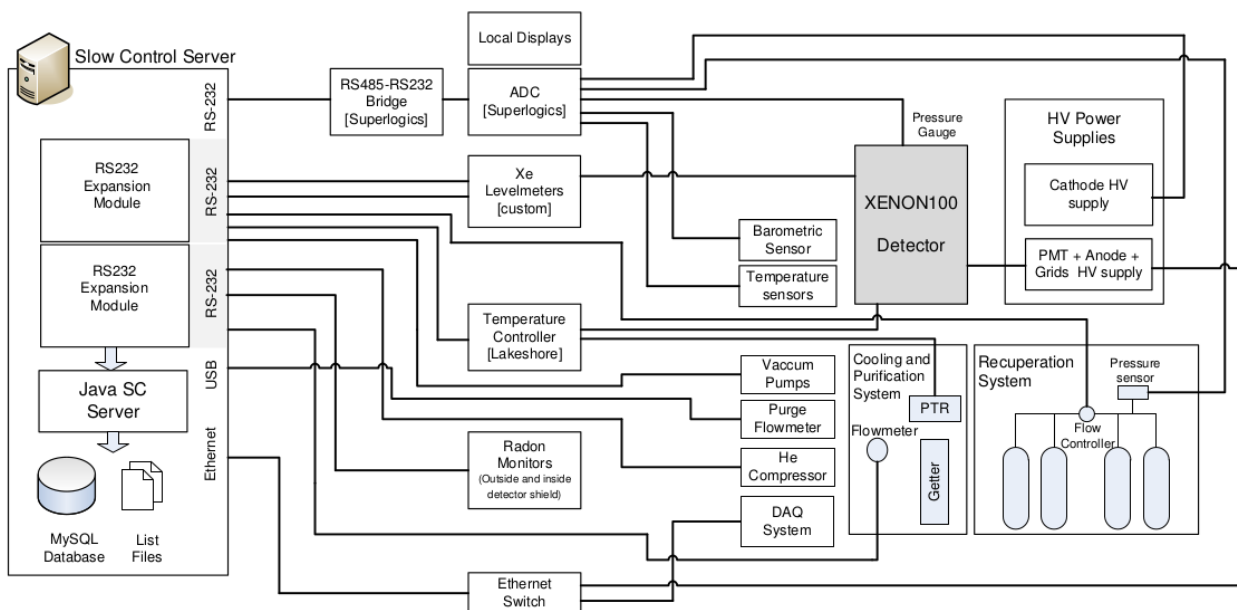 Slow Control Server
RS-232
RS232
Expansion
Module
RS-232
RS232
Expansion
Module
RS-232
Java SC
Server
USB
Ethernet
MySQL
Database
List
Files
Local Displays
RS485-RS232
Bridge
[Superlogics]
ADC
[Superlogics]
Xe
Levelmeters
[custom]
Temperature
Controller
[Lakeshore]
Radon
Monitors
(Outside and inside
detector shield)
Ethernet
Switch
Barometric
Sensor
Temperature
sensors
Vaccum
Pumps
Purge
Flowmeter
He
Compressor
DAQ
System
Pressure
Gauge
XENON100
Detector
HV Power
Supplies
Cathode HV
supply
PMT + Anode +
Grids HV supply
Cooling and
Purification
System
PTR
Flowmeter
Getter
Recuperation
System
Pressure
sensor
Flow
Controller